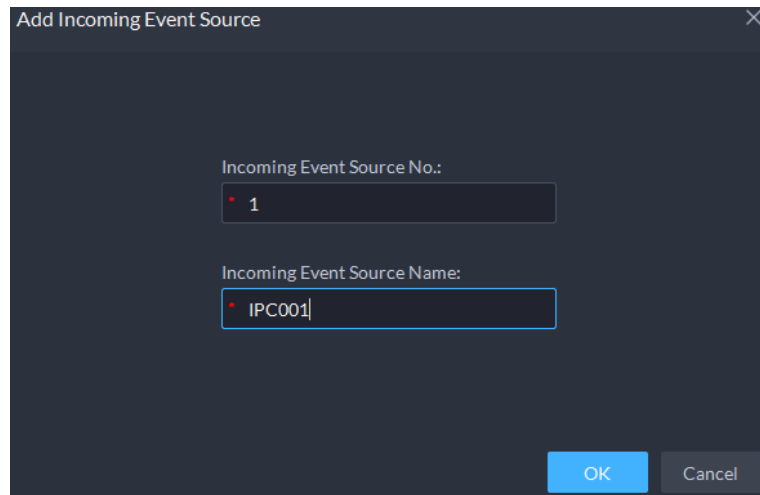 Add Incoming Event Source
Incoming Event Source No.:
* 1
Incoming Event Source Name:
* IPC001
OK
Cancel